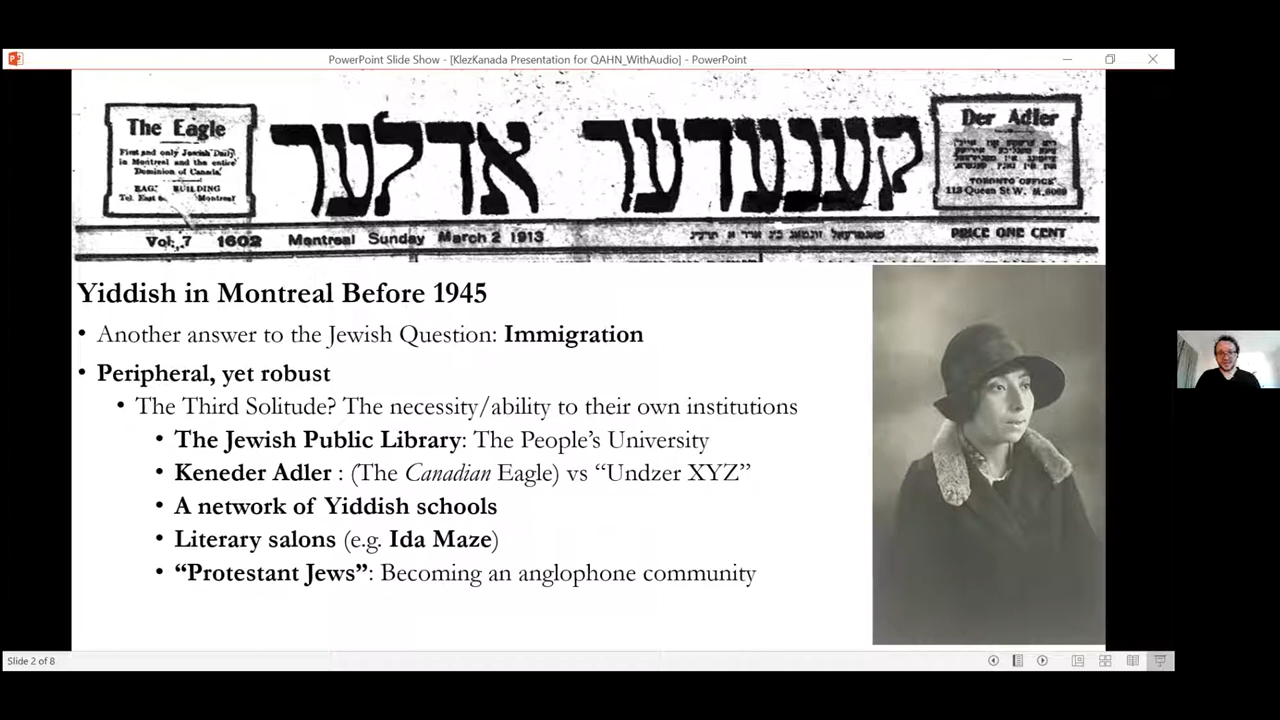 PowerPoint Slide Show - [KlezKanada Presentation for QAHN_WithAudio] - PowerPoint
The Eagle
First and only Jewish Daily
in Montreal and the entire
Dominion of Canada
BUILDING
Montreal
קענעדער אדלער
Der Adler
TORONTO OFFICE
112 Queen St W.
Vol. 7 1602 Montreal Sunday March 2 1913
PRICE ONE CENT
Yiddish in Montreal Before 1945
• Another answer to the Jewish Question: Immigration
• Peripheral, yet robust
• The Third Solitude? The necessity/ability to their own institutions
• The Jewish Public Library: The People’s University
• Keneder Adler : (The Canadian Eagle) vs “Undzer XYZ”
• A network of Yiddish schools
• Literary salons (e.g. Ida Maze)
• “Protestant Jews”: Becoming an anglophone community
Slide 2 of 8